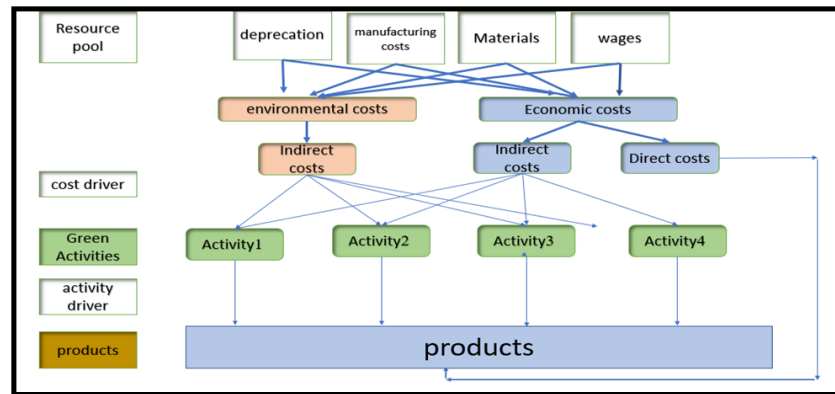 Resource
pool
deprecation
manufacturing
costs
Materials
wages
environmental costs
Economic costs
Indirect
costs
Indirect
costs
Direct costs
cost driver
Green
Activities
Activity1
Activity2
Activity3
Activity4
activity
driver
products
products